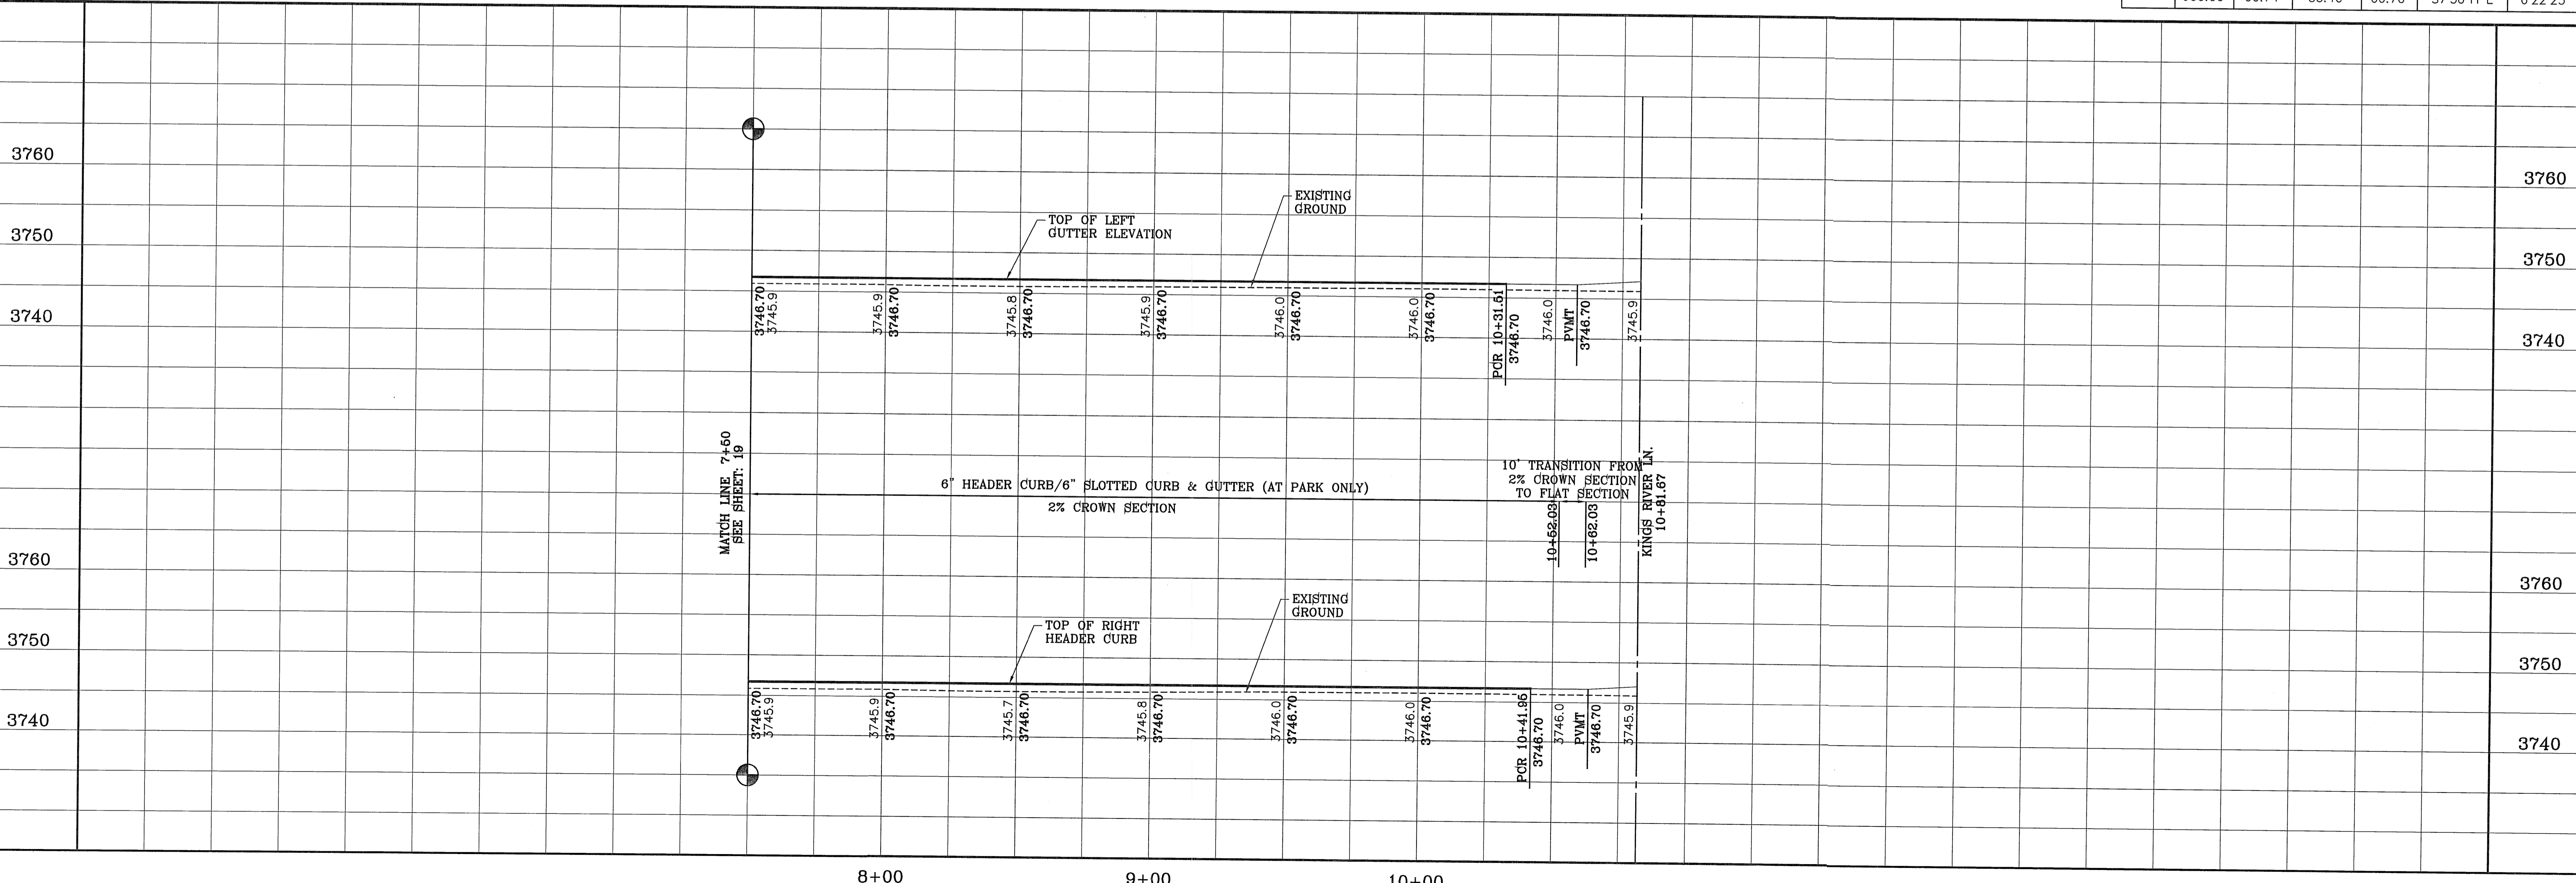 3760
3750
3740
3760
3750
3740
TOP OF LEFT
GUTTER ELEVATION
EXISTING
GROUND
3746.70
3745.9
3745.9
3746.70
3745.8
3746.70
3745.9
3746.70
3746.0
3746.70
3746.0
3746.70
PCR 10+31.51
3746.70
3746.0
PVMT
3746.70
3745.9
MATCH LINE 7+50
SEE SHEET: 19
6" HEADER CURB/6" SLOTTED CURB & GUTTER (AT PARK ONLY)
2% CROWN SECTION
10' TRANSITION FROM
2% CROWN SECTION
TO FLAT SECTION
10+52.03
10+62.03
KINGS RIVER LN.
10+81.67
3760
3750
3740
3760
3750
3740
TOP OF RIGHT
HEADER CURB
EXISTING
GROUND
3746.70
3745.9
3745.9
3746.70
3745.7
3746.70
3745.8
3746.70
3746.0
3746.70
3746.0
3746.70
PCR 10+41.95
3746.70
3746.0
PVMT
3746.70
3745.9
8+00
9+00
10+00